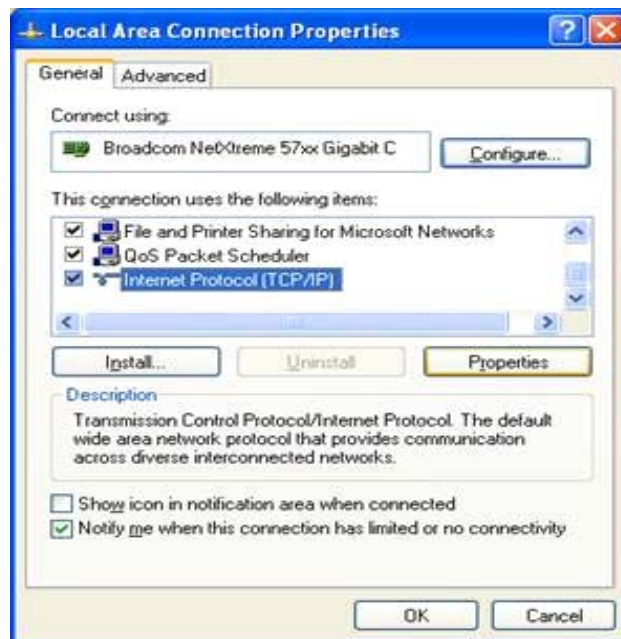 Local Area Connection Properties
General Advanced
Connect using:
Broadcom NetXtreme 57xx Gigabit C
Configure...
This connection uses the following items:
File and Printer Sharing for Microsoft Networks
QoS Packet Scheduler
Internet Protocol (TCP/IP)
Install... Uninstall Properties
Description
Transmission Control Protocol/Internet Protocol. The default
wide area network protocol that provides communication
across diverse interconnected networks.
Show icon in notification area when connected
Notify me when this connection has limited or no connectivity
OK Cancel